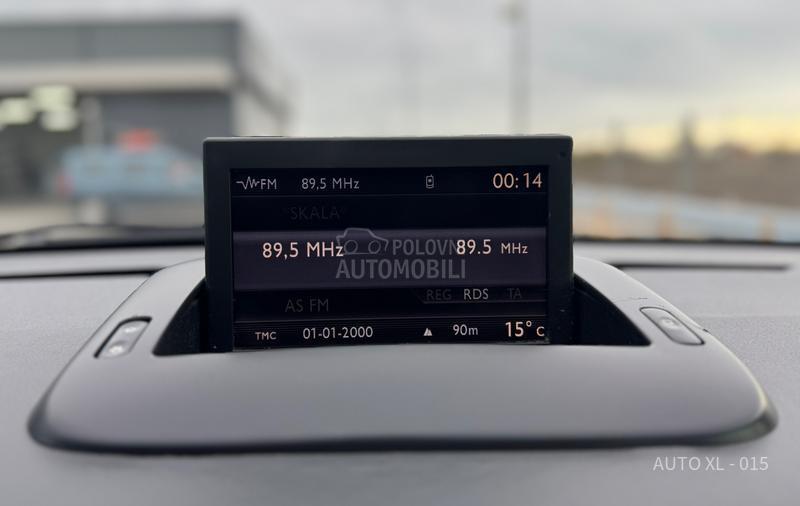 FM 89,5 MHz 00:14
"SKALA"
89,5 MHz 89.5 MHz
POLOVNI
AUTOMOBILI
AS FM REG RDS TA
TMC 01-01-2000 90m 15°C
AUTO XL - 015